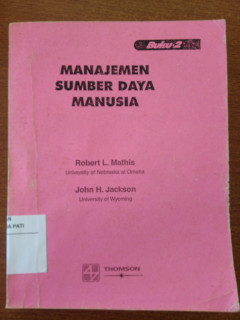 Buku-2
MANAJEMEN
SUMBER DAYA
MANUSIA
Robert L. Mathis
University of Nebraska at Omaha
John H. Jackson
University of Wyoming
THOMSON